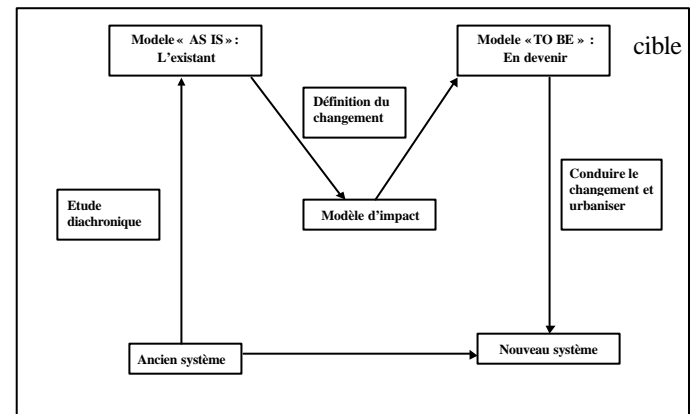 Modele « AS IS » :
L'existant
Modele « TO BE » :
En devenir
cible
Définition du
changement
Conduire le
changement et
urbaniser
Etude
diachronique
Modèle d'impact
Ancien système
Nouveau système